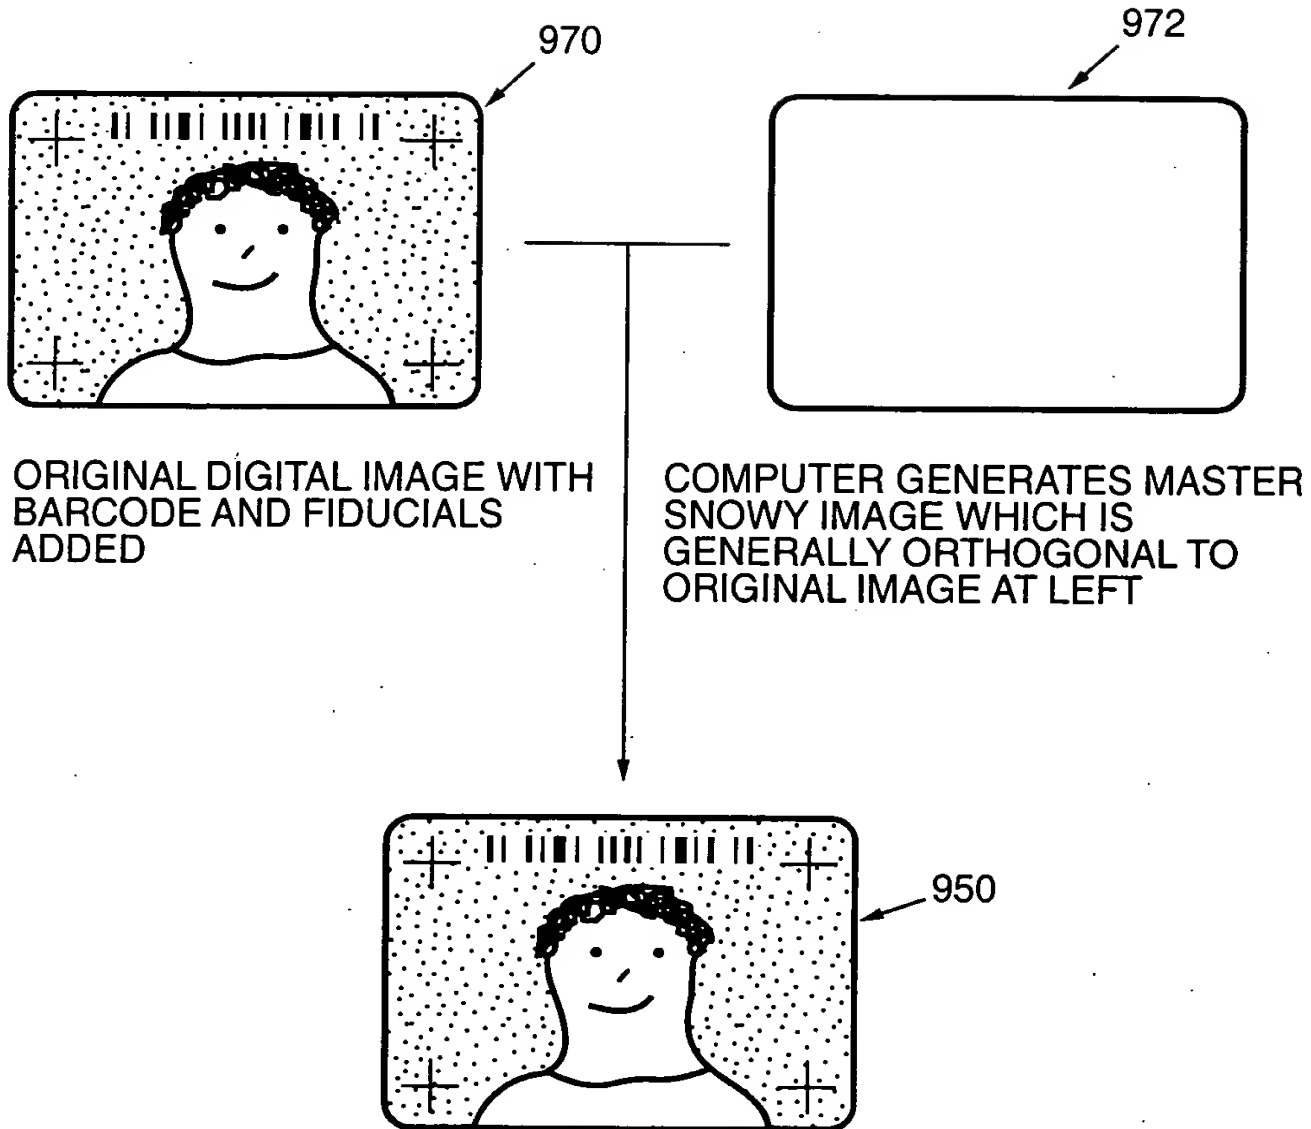 970
972
ORIGINAL DIGITAL IMAGE WITH
BARCODE AND FIDUCIALS
ADDED
COMPUTER GENERATES MASTER
SNOWY IMAGE WHICH IS
GENERALLY ORTHOGONAL TO
ORIGINAL IMAGE AT LEFT
950